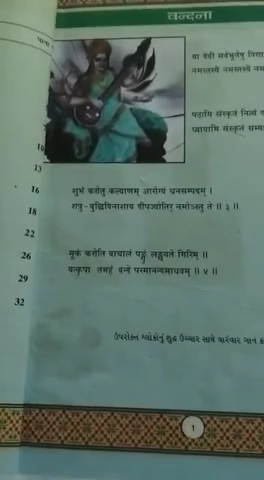 वन्दना
या देवी सर्वभूतेषु
नमस्तस्यै नमस्तस्यै
पठामि संस्कृतं नित्यं
ध्यायामि संस्कृतं
शुभं करोतु कल्याणम् आरोग्यं धनसम्पदम् ।
शत्रु-बुद्धिविनाशाय दीपज्योतिर् नमोऽस्तु ते ॥ ३ ॥
मूकं करोति वाचालं पङ्गुं लङ्घयते गिरिम् ।
यत्कृपा तमहं वन्दे परमानन्दमाधवम् ॥ ४ ॥
ઉપરોક્ત શ્લોકોનું શુદ્ધ ઉચ્ચાર સાથે વારંવાર ગાન
1
13
16
18
22
26
29
32